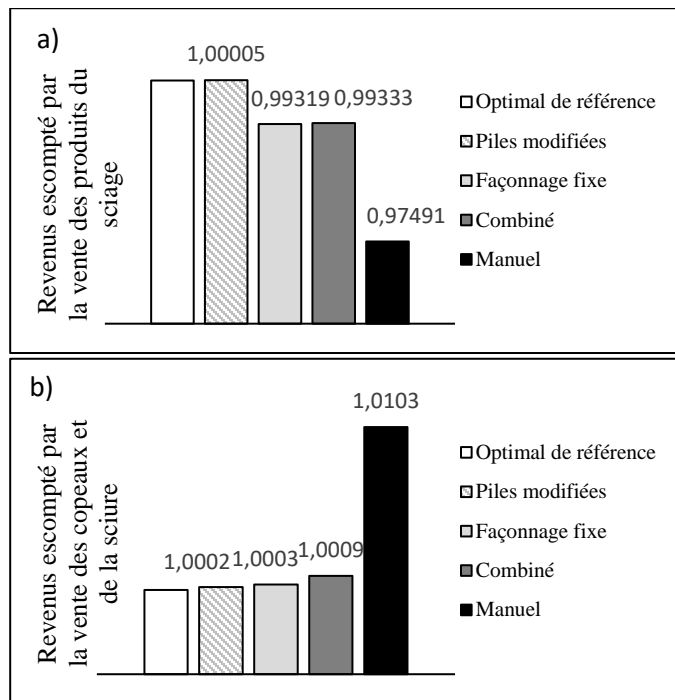 a)
Revenus escompté par
la vente des produits du
sciage
1,00005
0,99319
0,99333
0,97491
Optimal de référence
Piles modifiées
Façonnage fixe
Combiné
Manuel
b)
Revenus escompté par
la vente des copeaux et
de la sciure
1,0002
1,0003
1,0009
1,0103
Optimal de référence
Piles modifiées
Façonnage fixe
Combiné
Manuel